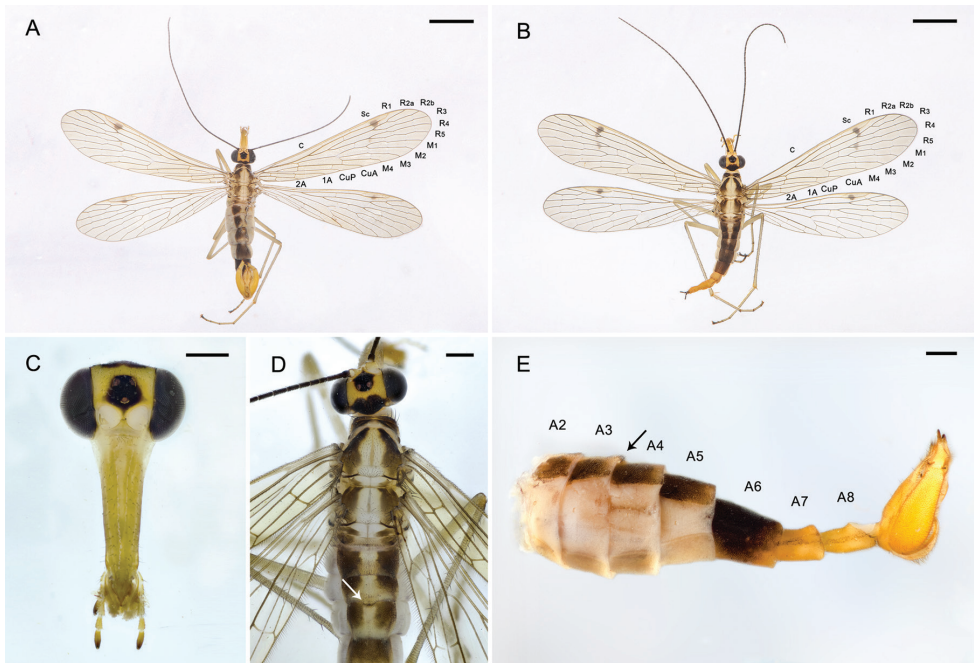 A
Sc
R1
R2a
R2b
R3
R4
R5
M1
M2
M3
M4
CuA
CuP
1A
2A
C
B
Sc
R1
R2a
R2b
R3
R4
R5
M1
M2
M3
M4
CuA
CuP
1A
2A
C
C
D
E
A2
A3
A4
A5
A6
A7
A8